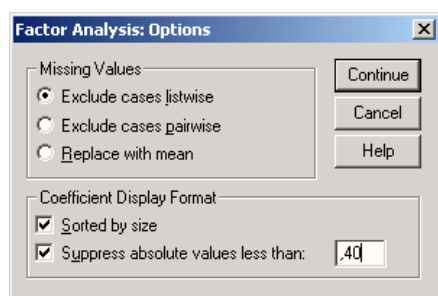 Factor Analysis: Options
Missing Values
Exclude cases listwise
Exclude cases pairwise
Replace with mean
Continue
Cancel
Help
Coefficient Display Format
Sorted by size
Suppress absolute values less than: ,40